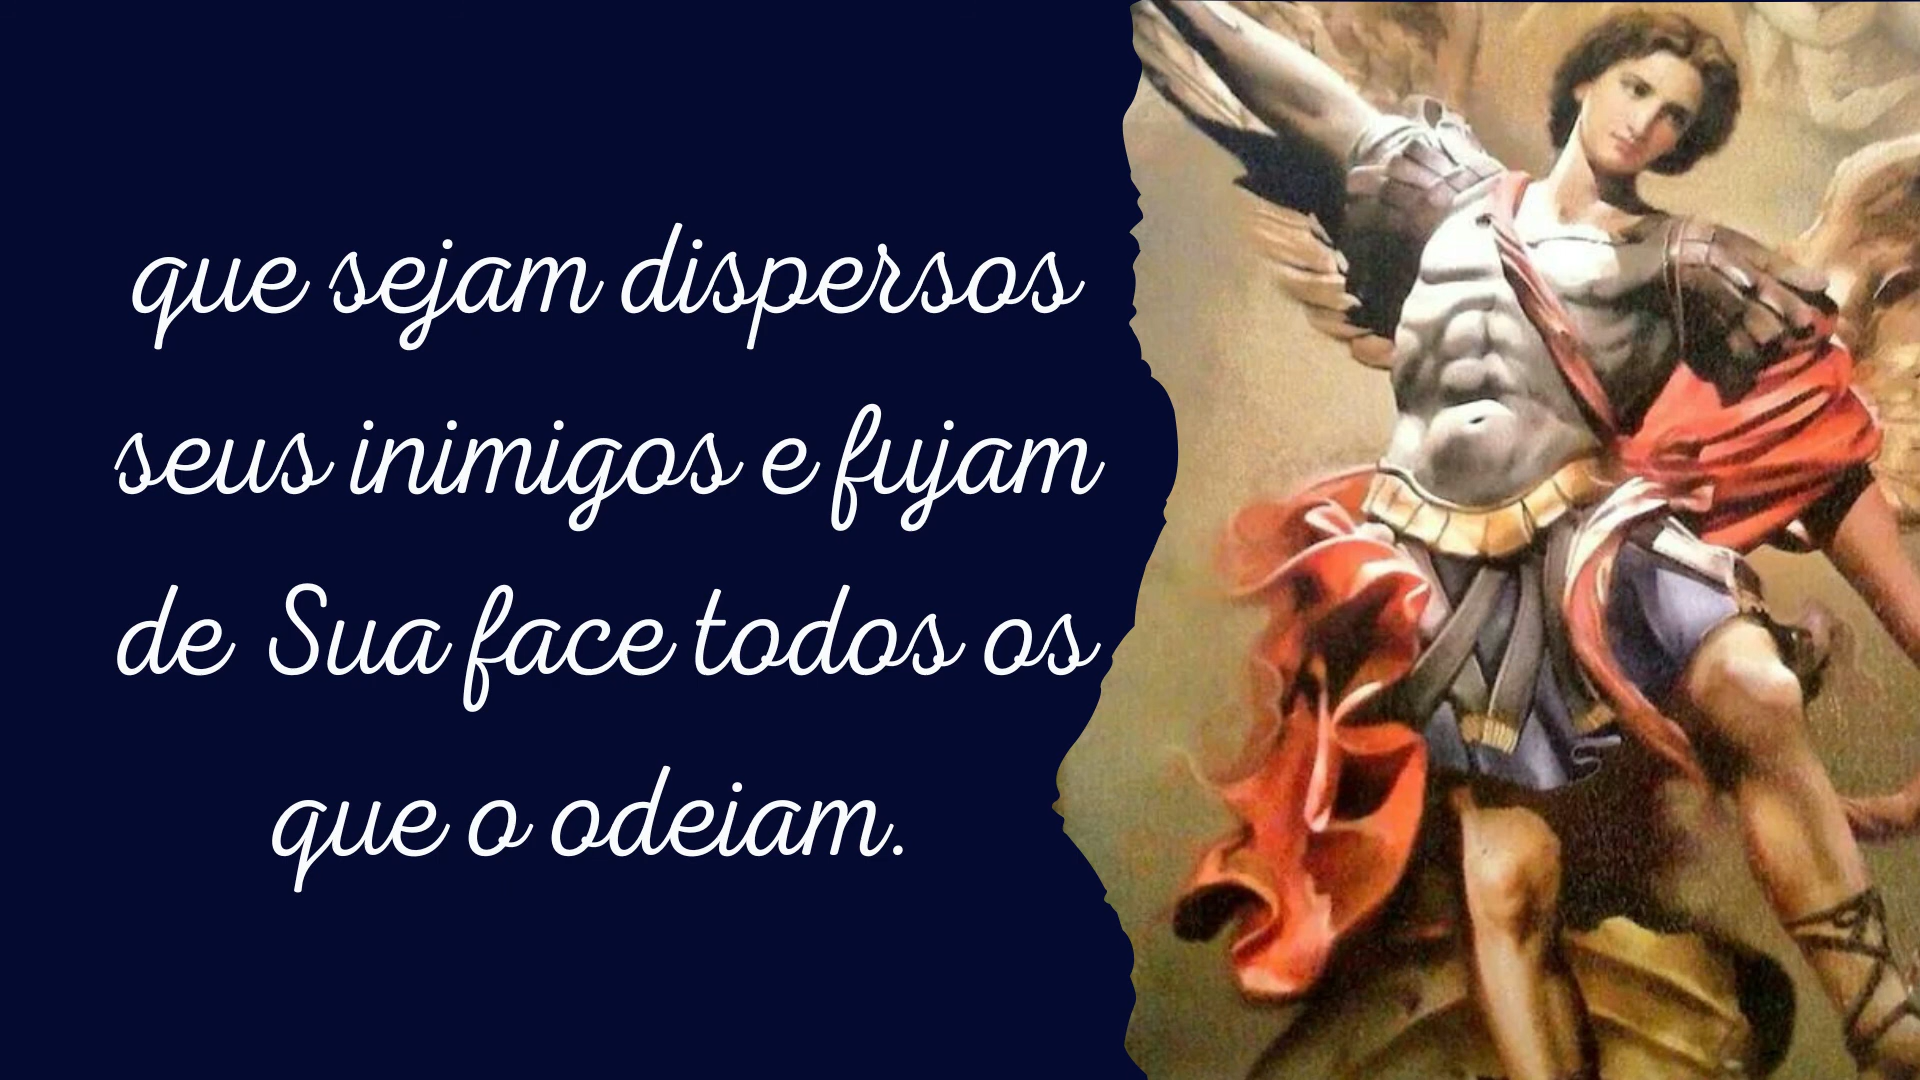 que sejam dispersos
seus inimigos e fujam
de Sua face todos os
que o odeiam.